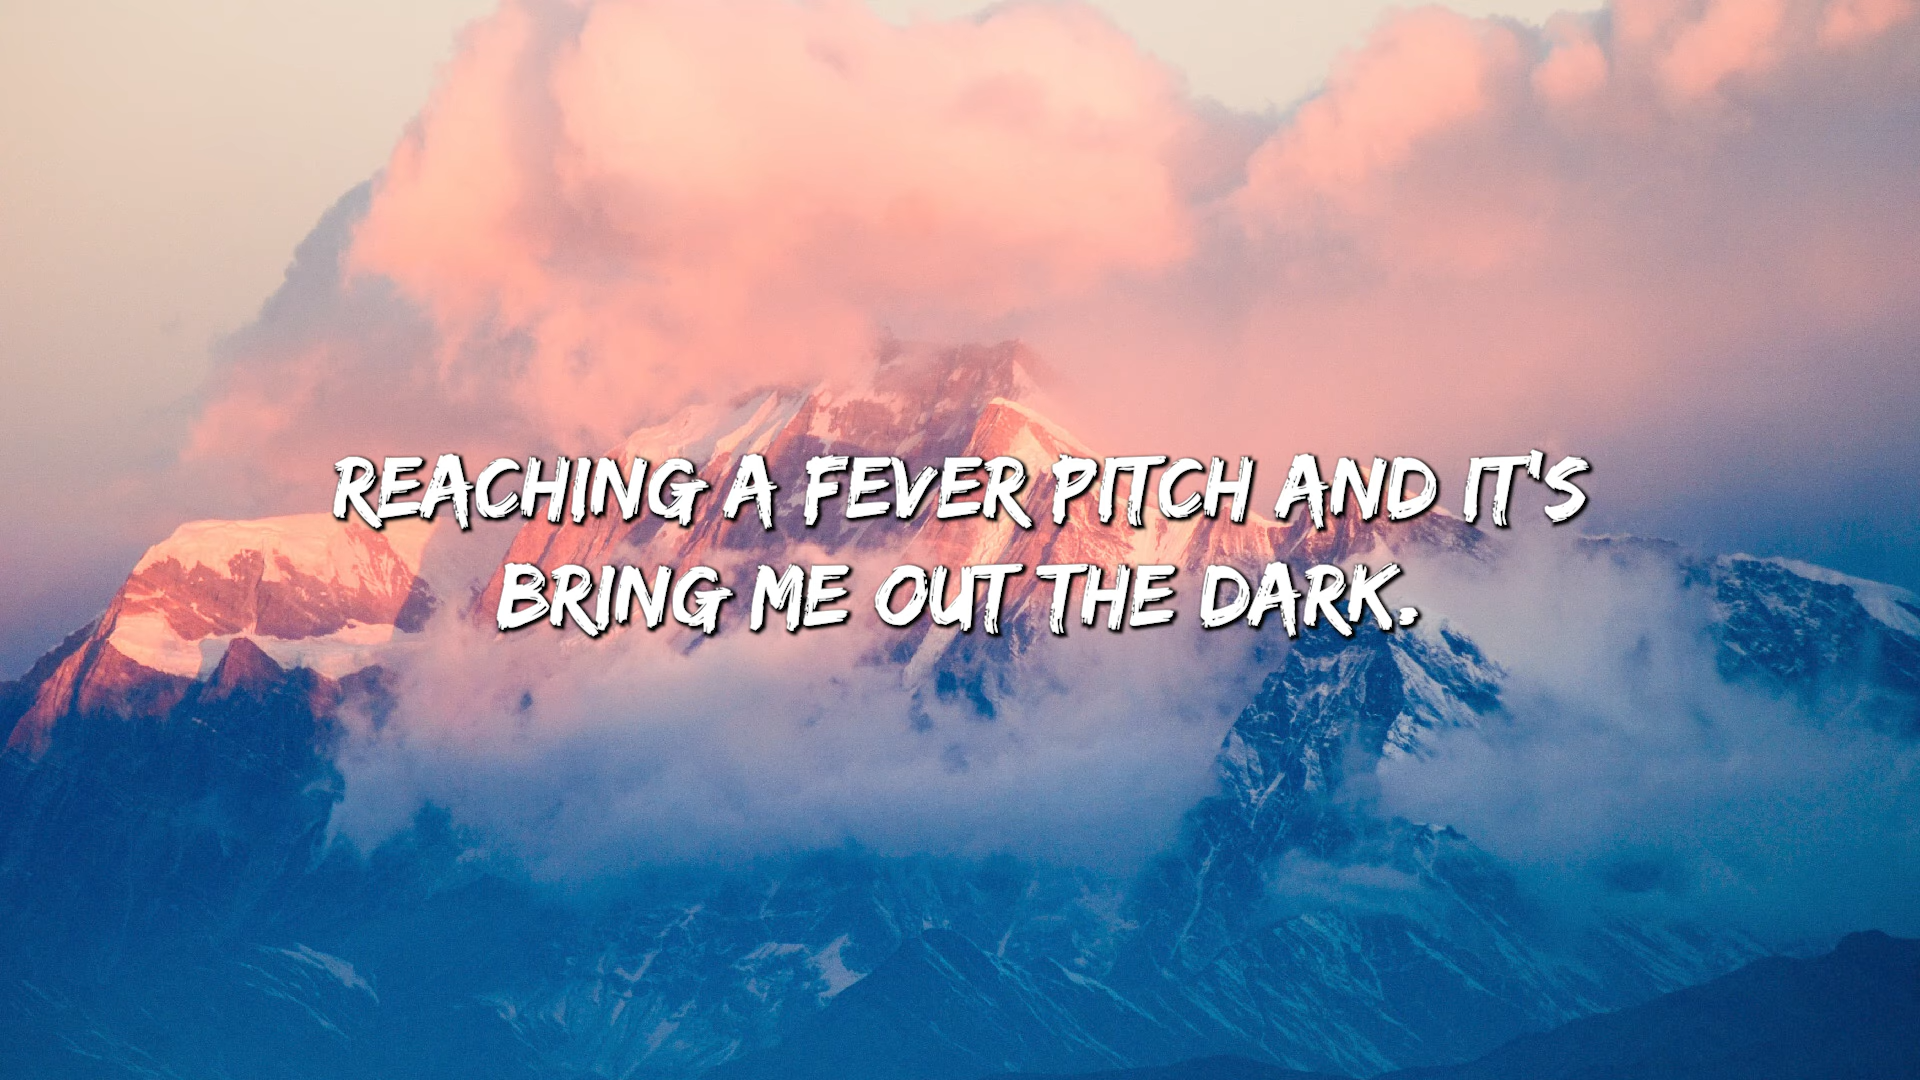 REACHING A FEVER PITCH AND IT'S
BRING ME OUT THE DARK.